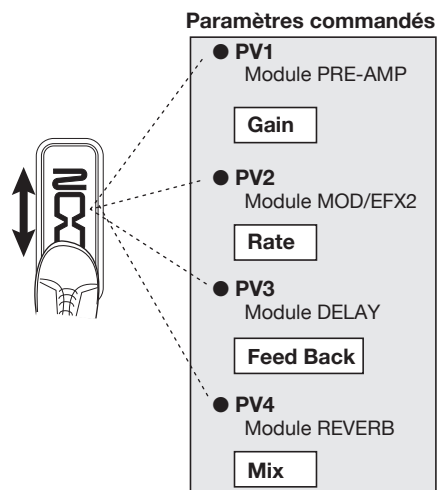 Paramètres commandés
● PV1
Module PRE-AMP
Gain
● PV2
Module MOD/EFX2
Rate
● PV3
Module DELAY
Feed Back
● PV4
Module REVERB
Mix